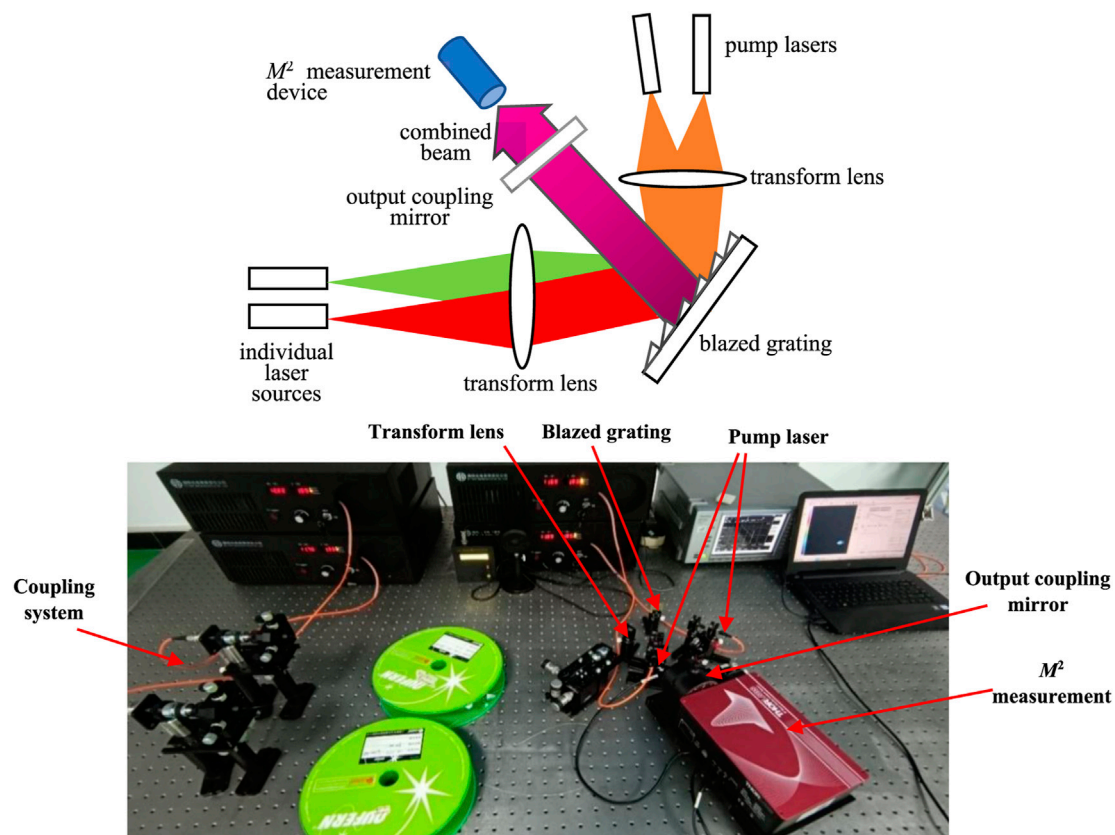 pump lasers
M² measurement
device
combined
beam
transform lens
output coupling
mirror
individual
laser
sources
transform lens
blazed grating
Transform lens
Blazed grating
Pump laser
Coupling
system
Output coupling
mirror
M²
measurement
NUFERN